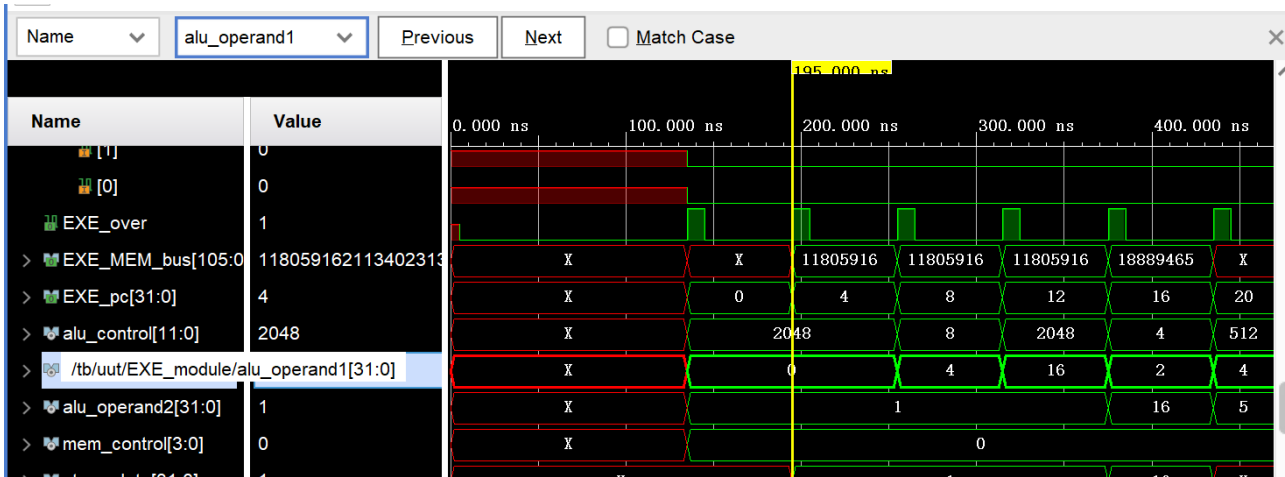 Name alu_operand1 Previous Next Match Case
195.000 ns
Name Value 0.000 ns 100.000 ns 200.000 ns 300.000 ns 400.000 ns
[1] 0
[0] 0
EXE_over 1
EXE_MEM_bus[105:0 118059162113402313 X X 11805916 11805916 11805916 18889465 X
EXE_pc[31:0] 4 X 0 4 8 12 16 20
alu_control[11:0] 2048 X 2048 8 2048 4 512
/tb/uut/EXE_module/alu_operand1[31:0] X 0 4 16 2 4
alu_operand2[31:0] 1 X 1 16 5
mem_control[3:0] 0 X 0